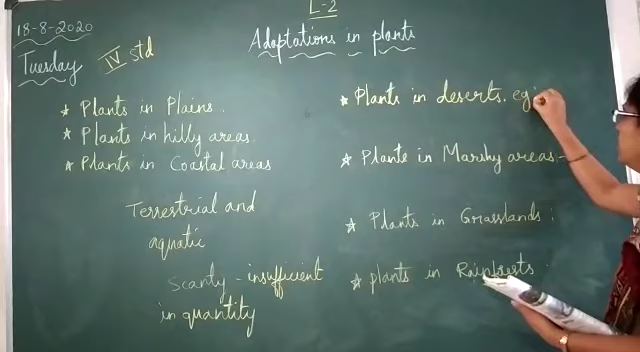 L-2
18-8-2020
Tuesday
IV std
Adaptations in plants
* Plants in Plains.
* Plants in hilly areas.
* Plants in Coastal areas
Terrestrial and
aquatic
Scanty - insufficient
in quantity
* Plants in deserts. eg:
* Plants in Marshy areas -
* Plants in Grasslands :
* plants in Rainforests :